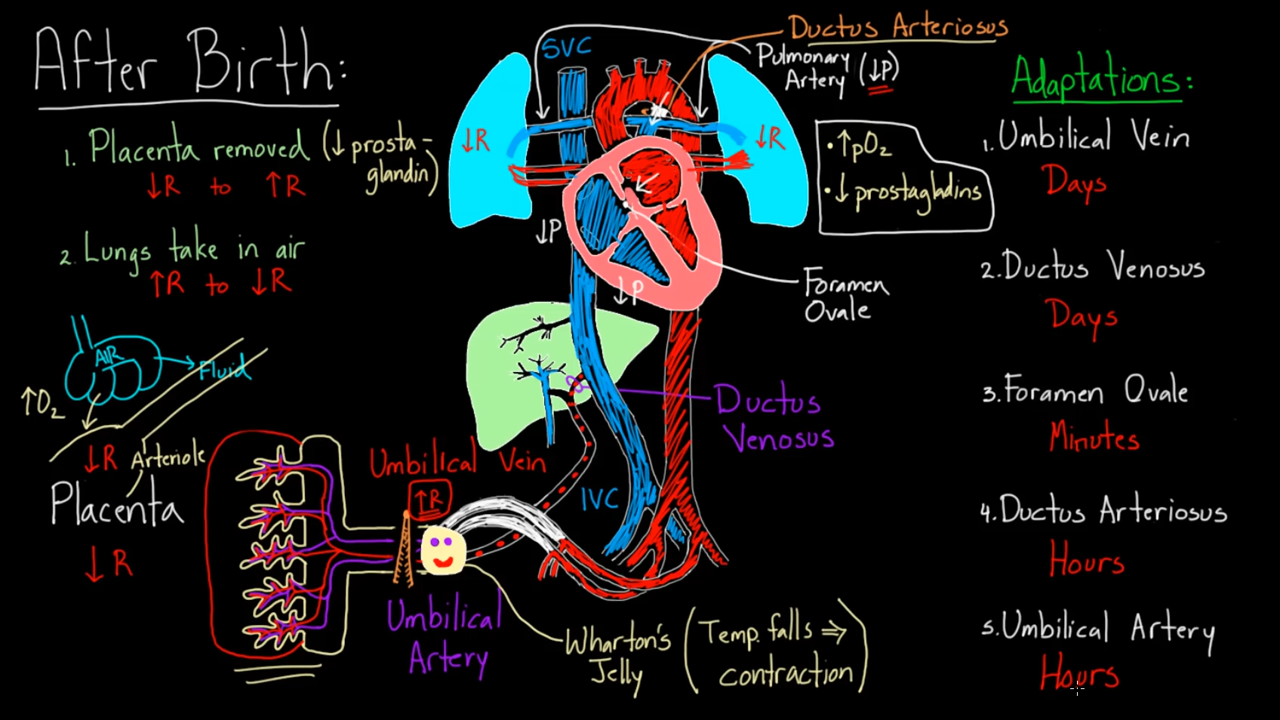 After Birth:
1. Placenta removed (↓ prosta-
glandin)
↓R to ↑R
2. Lungs take in air
↑R to ↓R
AIR
Fluid
↑O2
↓R Arteriole
Placenta
↓R
SVC
Ductus Arteriosus
Pulmonary
Artery (↓P)
↓R
↓R
↓P
↓P
• ↑pO2
• ↓ prostagladins
Foramen
Ovale
Ductus
Venosus
Umbilical Vein
↑R
IVC
Umbilical
Artery
Wharton's
Jelly
(Temp. falls ⇒
contraction)
Adaptations:
1. Umbilical Vein
Days
2. Ductus Venosus
Days
3. Foramen Ovale
Minutes
4. Ductus Arteriosus
Hours
5. Umbilical Artery
Hours